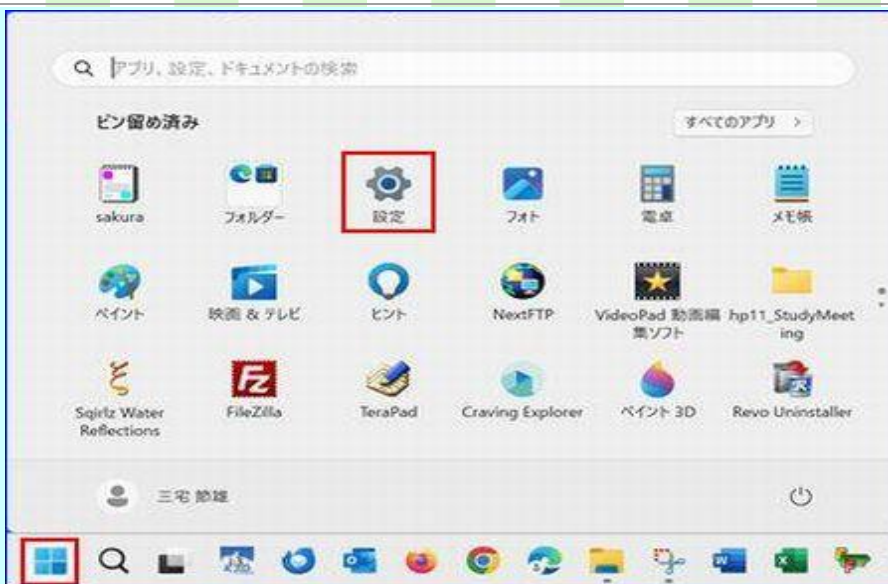 アプリ、設定、ドキュメントの検索
ピン留め済み
すべてのアプリ >
sakura
フォルダー
設定
フォト
電卓
メモ帳
ペイント
映画 & テレビ
ヒント
NextFTP
VideoPad 動画編
集ソフト
hp11_StudyMeet
ing
Sqirlz Water
Reflections
FileZilla
TeraPad
Craving Explorer
ペイント 3D
Revo Uninstaller
三宅 節雄